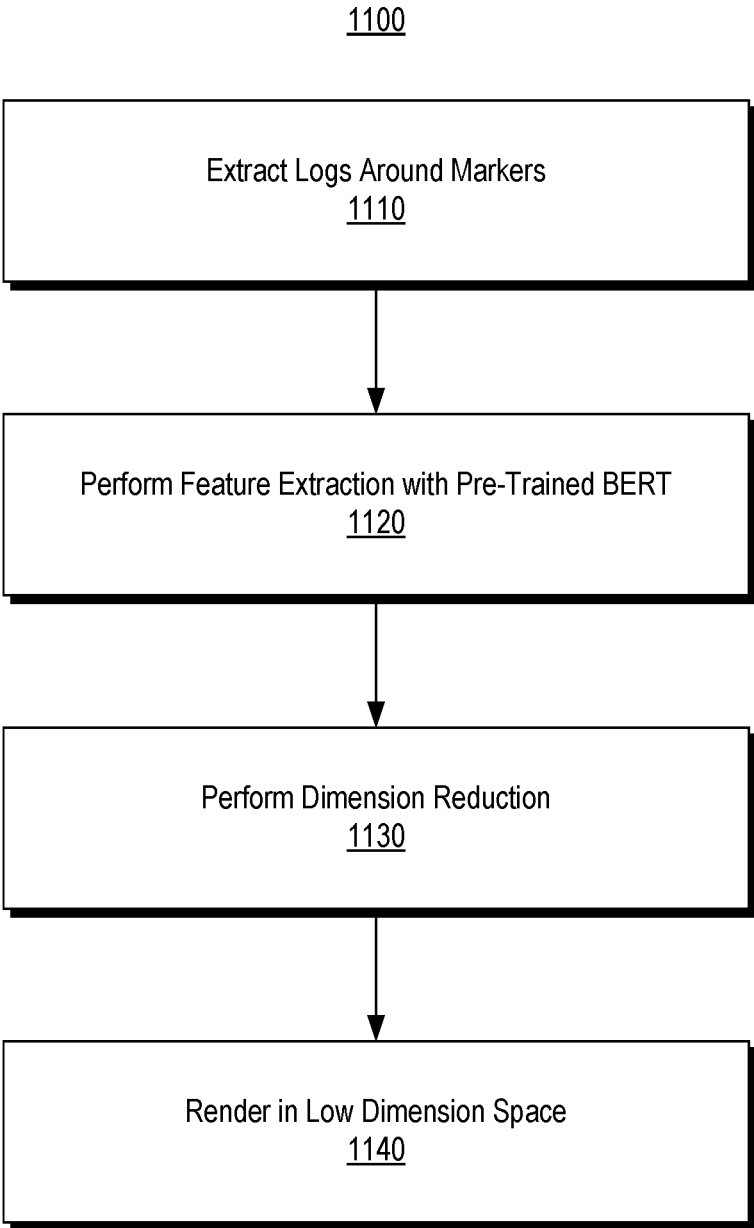 1100
Extract Logs Around Markers
1110
Perform Feature Extraction with Pre-Trained BERT
1120
Perform Dimension Reduction
1130
Render in Low Dimension Space
1140